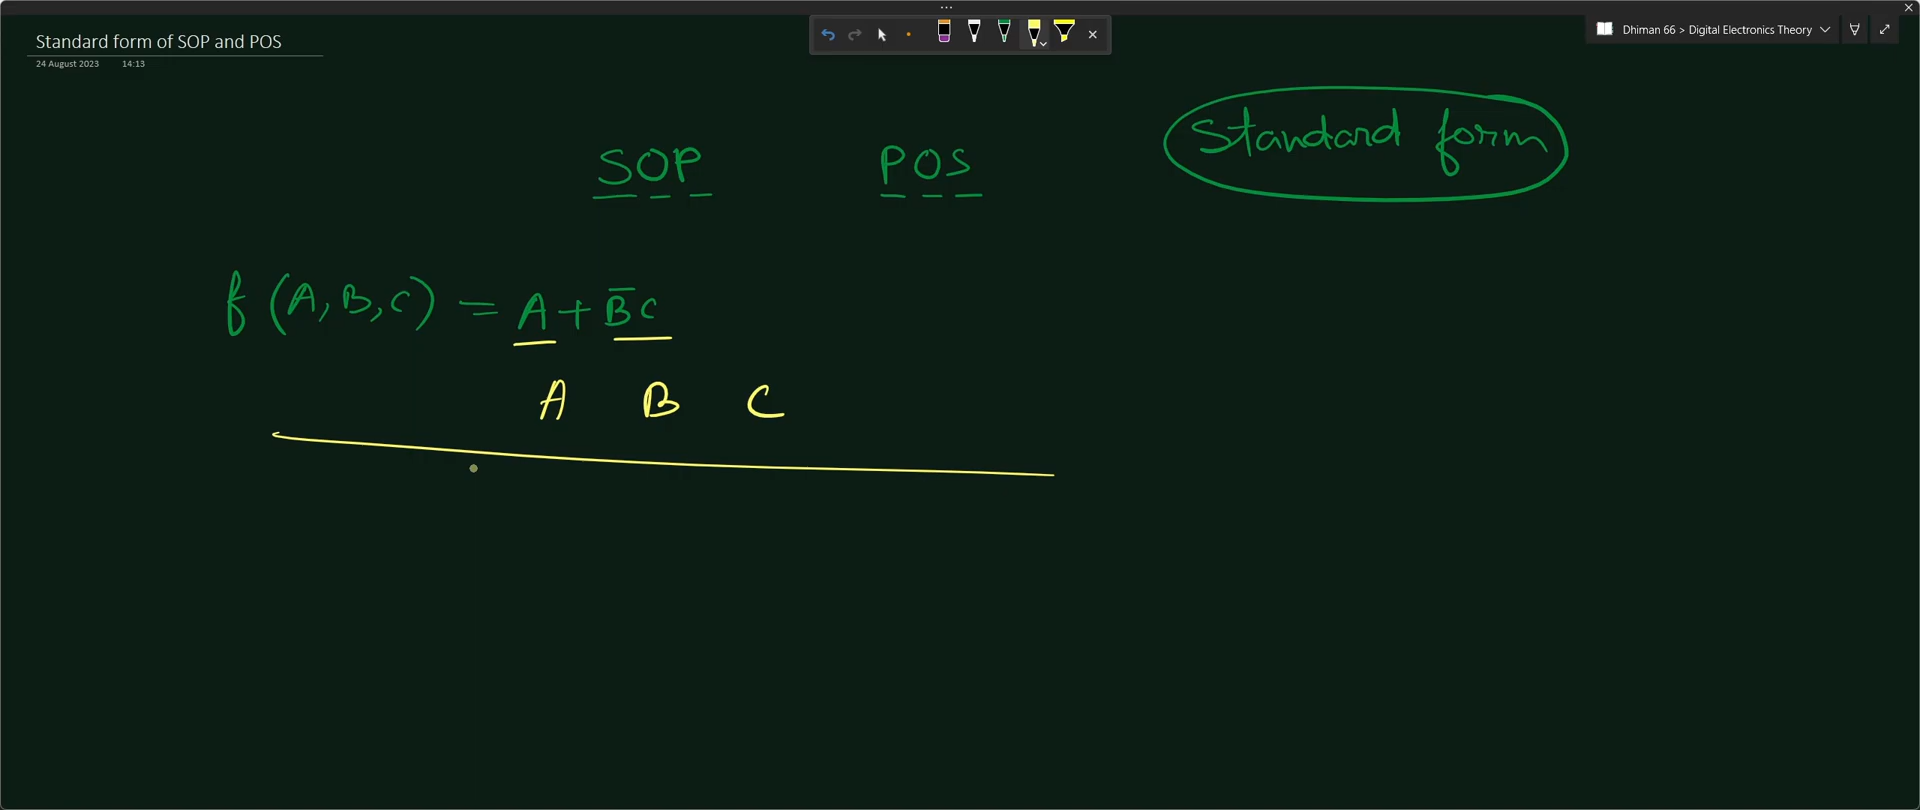 Standard form of SOP and POS
24 August 2023 14:13
Dhiman 66 > Digital Electronics Theory
Standard form
SOP POS
f (A, B, C) = A + B̅C
A B C